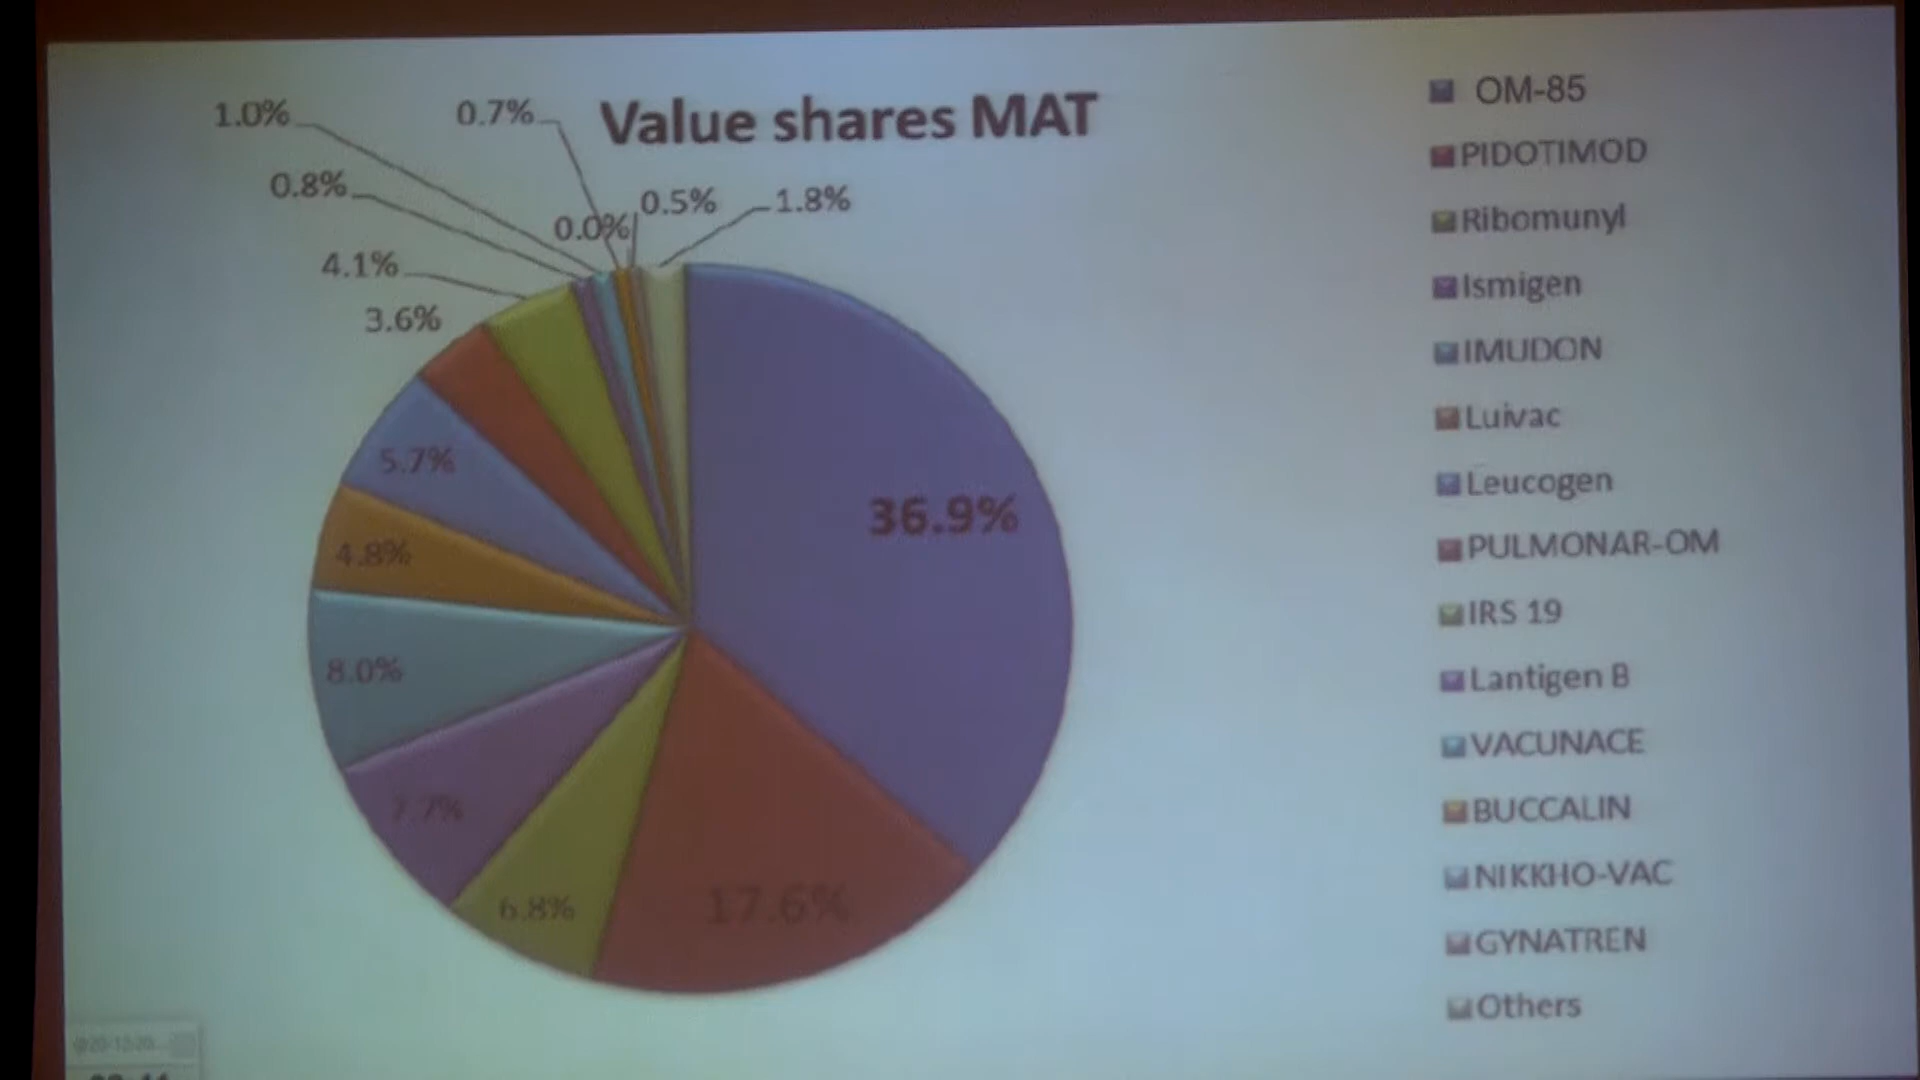 Value shares MAT
1.0%
0.7%
0.8%
0.0%
0.5%
1.8%
4.1%
3.6%
5.7%
4.8%
8.0%
7.7%
6.8%
17.6%
36.9%
OM-85
PIDOTIMOD
Ribomunyl
Ismigen
IMUDON
Luivac
Leucogen
PULMONAR-OM
IRS 19
Lantigen B
VACUNACE
BUCCALIN
NIKKHO-VAC
GYNATREN
Others